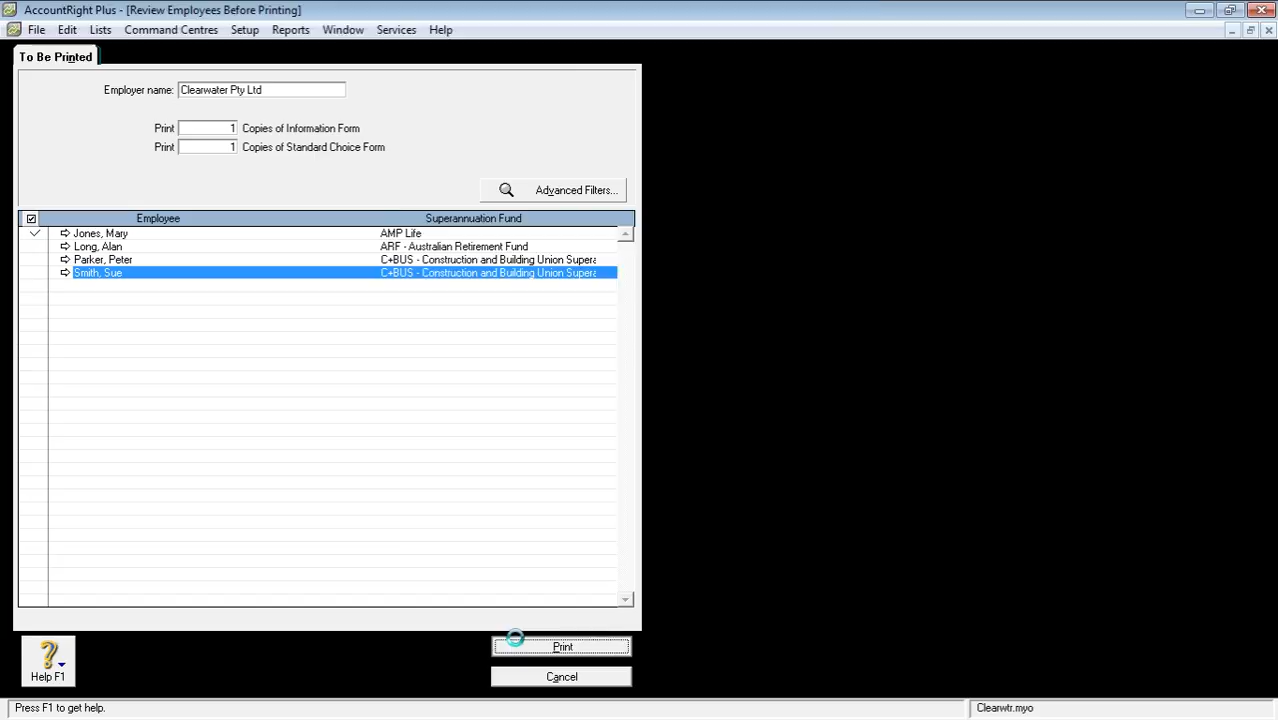 AccountRight Plus - [Review Employees Before Printing]
File Edit Lists Command Centres Setup Reports Window Services Help
To Be Printed
Employer name: Clearwater Pty Ltd
Print 1 Copies of Information Form
Print 1 Copies of Standard Choice Form
Advanced Filters...
Employee Superannuation Fund
Jones, Mary AMP Life
Long, Alan ARF - Australian Retirement Fund
Parker, Peter C+BUS - Construction and Building Union Supera
Smith, Sue C+BUS - Construction and Building Union Supera
Print
Help F1
Cancel
Press F1 to get help. Clearwtr.myo